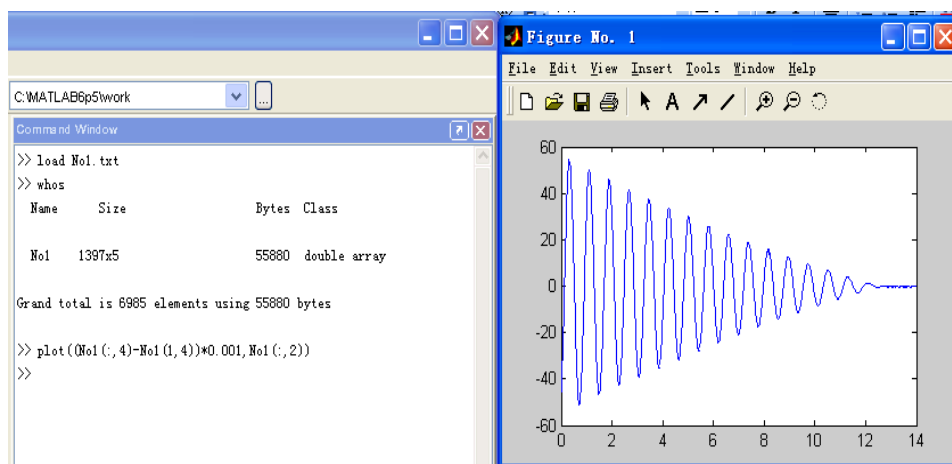 C:\MATLAB6p5\work
...
Command Window
>> load No1.txt
>> whos
Name Size Bytes Class
No1 1397x5 55880 double array
Grand total is 6985 elements using 55880 bytes
>> plot((No1(:,4)-No1(1,4))*0.001,No1(:,2))
>>
Figure No. 1
File Edit View Insert Tools Window Help
A
60
40
20
0
-20
-40
-60
0 2 4 6 8 10 12 14